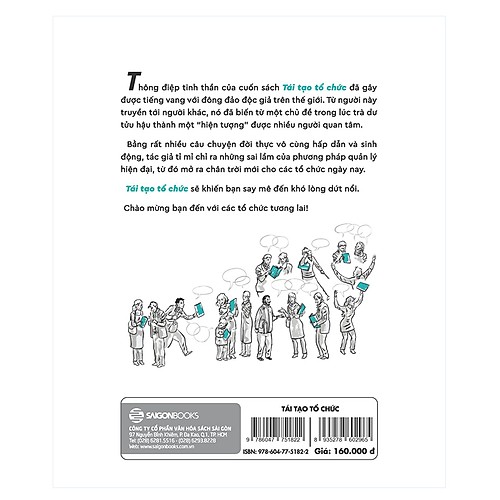 Thông điệp tinh thần của cuốn sách Tái tạo tổ chức đã gây
được tiếng vang với đông đảo độc giả trên thế giới. Từ người này
truyền tới người khác, nó đã biến từ một chủ đề trong lúc trà dư
tửu hậu thành một “hiện tượng” được nhiều người quan tâm.
Bằng rất nhiều câu chuyện đời thực vô cùng hấp dẫn và sinh
động, tác giả tỉ mỉ chỉ ra những sai lầm của phương pháp quản lý
hiện đại, từ đó mở ra chân trời mới cho các tổ chức ngày nay.
Tái tạo tổ chức sẽ khiến bạn say mê đến khó lòng dứt nổi.
Chào mừng bạn đến với các tổ chức tương lai!
SAIGONBOOKS
CÔNG TY CỔ PHẦN VĂN HÓA SÁCH SÀI GÒN
97 Nguyễn Bỉnh Khiêm, P. Đa Kao, Q.1, TP. HCM
Tel: (028) 6281.5516 - (028) 6293.8228
Web: www.saigonbooks.com.vn
TÁI TẠO TỔ CHỨC
9 786047 751822
8 935278 602965
ISBN: 978-604-77-5182-2
Giá: 160.000 đ